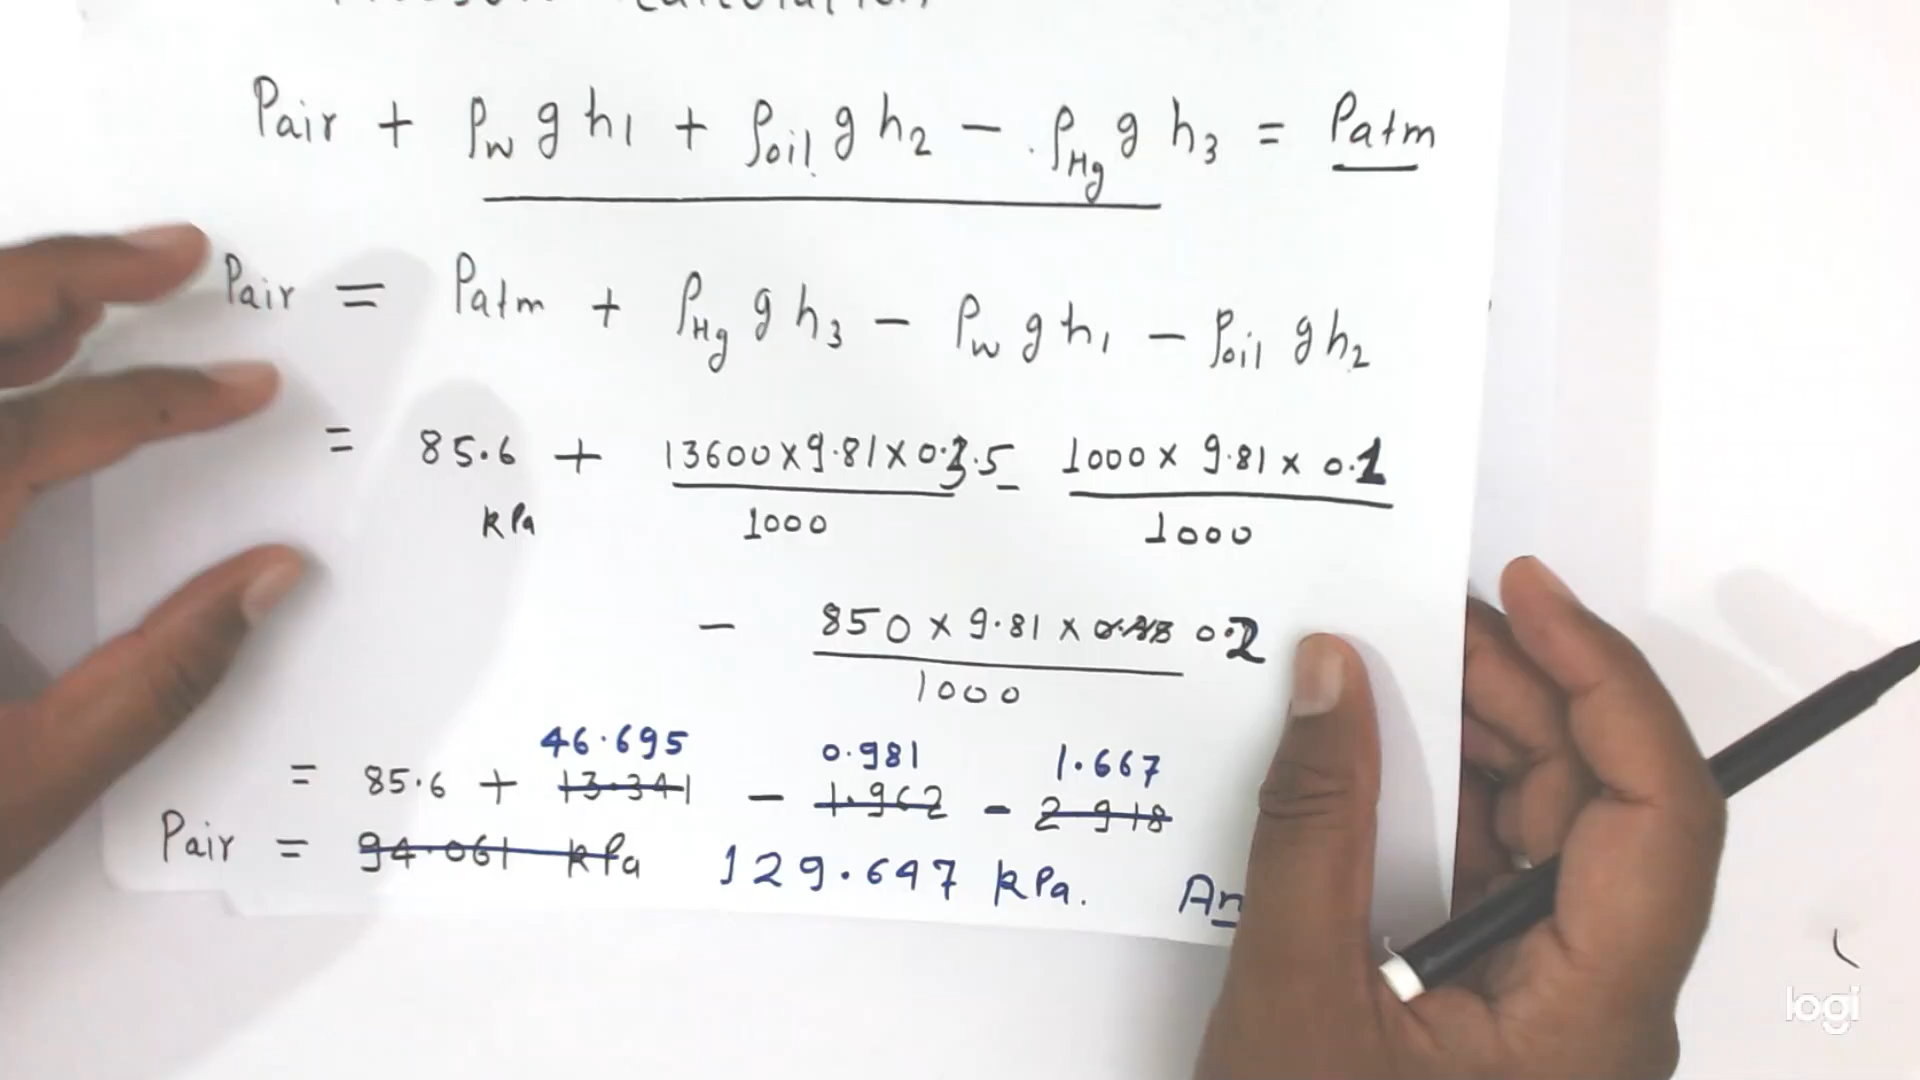 Pair + ρw g h1 + ρoil g h2 - ρHg g h3 = Patm
Pair = Patm + ρHg g h3 - ρw g h1 - ρoil g h2
= 85.6 + 13600 x 9.81 x 0.3.5 - 1000 x 9.81 x 0.1
kPa 1000 1000
- 850 x 9.81 x 0.2
1000
46.695 0.981 1.667
= 85.6 + 13.341 - 1.962 - 2.918
Pair = 94.061 kPa 129.647 kPa. An
logi